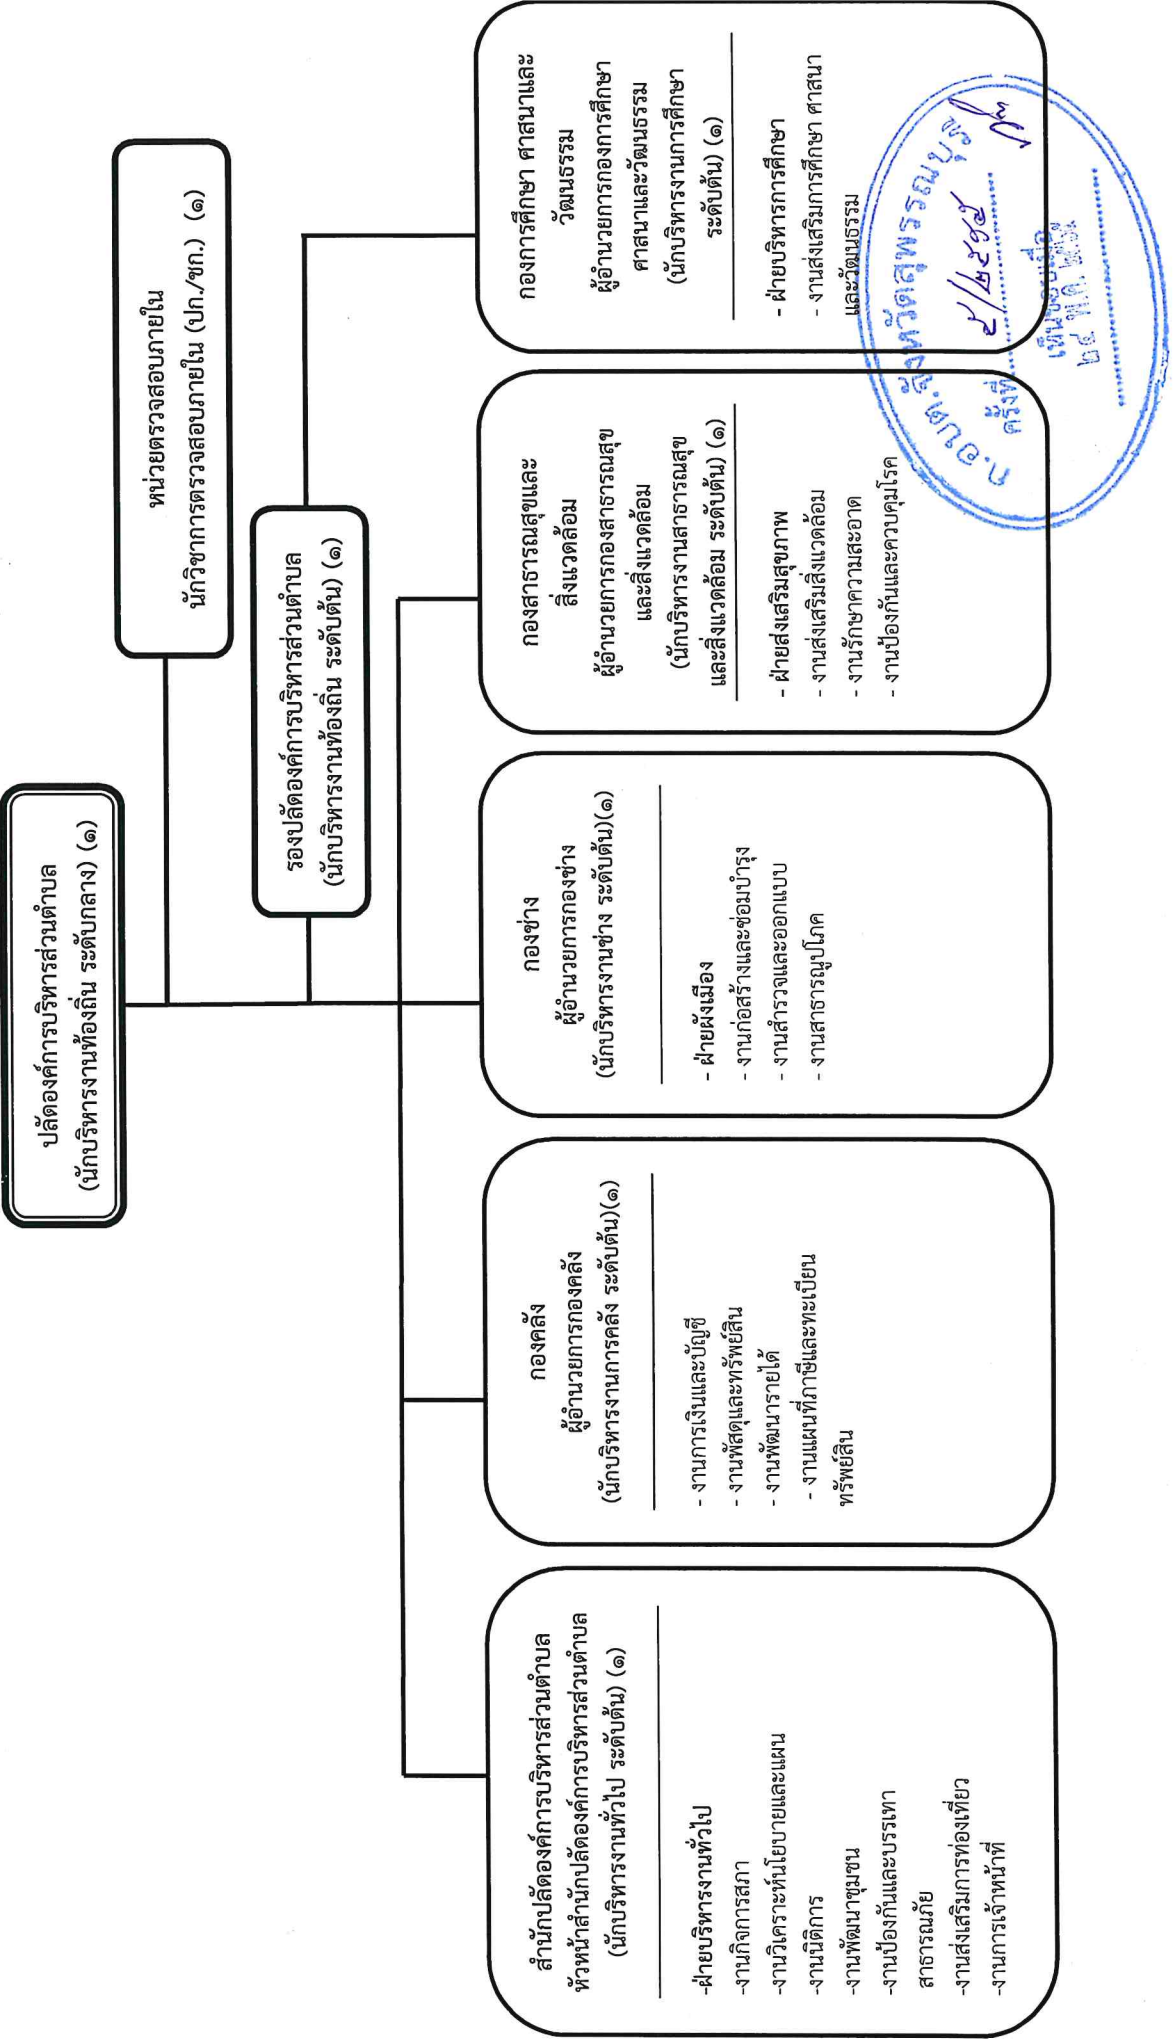 ปลัดองค์การบริหารส่วนตำบล
(นักบริหารงานท้องถิ่น ระดับกลาง) (๑)
หน่วยตรวจสอบภายใน
นักวิชาการตรวจสอบภายใน (ปก./ชก.) (๑)
รองปลัดองค์การบริหารส่วนตำบล
(นักบริหารงานท้องถิ่น ระดับต้น) (๑)
สำนักปลัดองค์การบริหารส่วนตำบล
หัวหน้าสำนักปลัดองค์การบริหารส่วนตำบล
(นักบริหารงานทั่วไป ระดับต้น) (๑)
-ฝ่ายบริหารงานทั่วไป
-งานกิจการสภา
-งานวิเคราะห์นโยบายและแผน
-งานนิติการ
-งานพัฒนาชุมชน
-งานป้องกันและบรรเทา
สาธารณภัย
-งานส่งเสริมการท่องเที่ยว
-งานการเจ้าหน้าที่
กองคลัง
ผู้อำนวยการกองคลัง
(นักบริหารงานการคลัง ระดับต้น)(๑)
- งานการเงินและบัญชี
- งานพัสดุและทรัพย์สิน
- งานพัฒนารายได้
- งานแผนที่ภาษีและทะเบียน
ทรัพย์สิน
กองช่าง
ผู้อำนวยการกองช่าง
(นักบริหารงานช่าง ระดับต้น)(๑)
- ฝ่ายผังเมือง
- งานก่อสร้างและซ่อมบำรุง
- งานสำรวจและออกแบบ
- งานสาธารณูปโภค
กองสาธารณสุขและ
สิ่งแวดล้อม
ผู้อำนวยการกองสาธารณสุข
และสิ่งแวดล้อม
(นักบริหารงานสาธารณสุข
และสิ่งแวดล้อม ระดับต้น) (๑)
- ฝ่ายส่งเสริมสุขภาพ
- งานส่งเสริมสิ่งแวดล้อม
- งานรักษาความสะอาด
- งานป้องกันและควบคุมโรค
กองการศึกษา ศาสนาและ
วัฒนธรรม
ผู้อำนวยการกองการศึกษา
ศาสนาและวัฒนธรรม
(นักบริหารงานการศึกษา
ระดับต้น) (๑)
- ฝ่ายบริหารการศึกษา
- งานส่งเสริมการศึกษา ศาสนา
และวัฒนธรรม
ก.อบต.จังหวัดสุพรรณบุรี
ครั้งที่ ๕/๒๕๖๕
เห็นชอบเมื่อ
๒๕ พ.ค. ๒๕๖๕